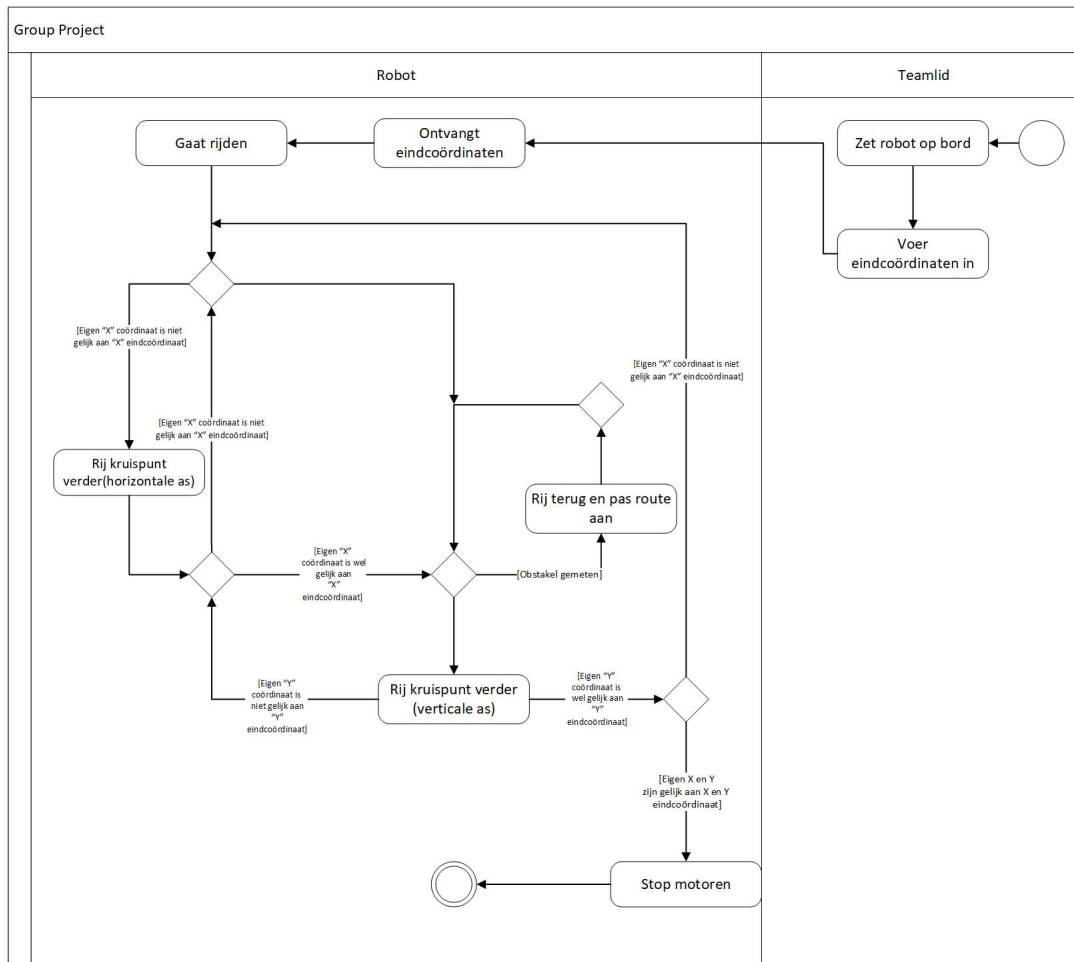 Group Project
Robot
Teamlid
Gaat rijden
Ontvangt
eindcoördinaten
Zet robot op bord
Voer
eindcoördinaten in
[Eigen “X” coördinaat is niet
gelijk aan “X” eindcoördinaat]
[Eigen “X” coördinaat is niet
gelijk aan “X” eindcoördinaat]
[Eigen “X” coördinaat is niet
gelijk aan “X” eindcoördinaat]
Rij kruispunt
verder(horizontale as)
Rij terug en pas route
aan
[Eigen “X”
coördinaat is wel
gelijk aan
“X”
eindcoördinaat]
[Obstakel gemeten]
[Eigen “Y”
coördinaat is
niet gelijk aan
“Y”
eindcoördinaat]
Rij kruispunt verder
(verticale as)
[Eigen “Y”
coördinaat is
wel gelijk aan
“Y”
eindcoördinaat]
[Eigen X en Y
zijn gelijk aan X en Y
eindcoördinaat]
Stop motoren